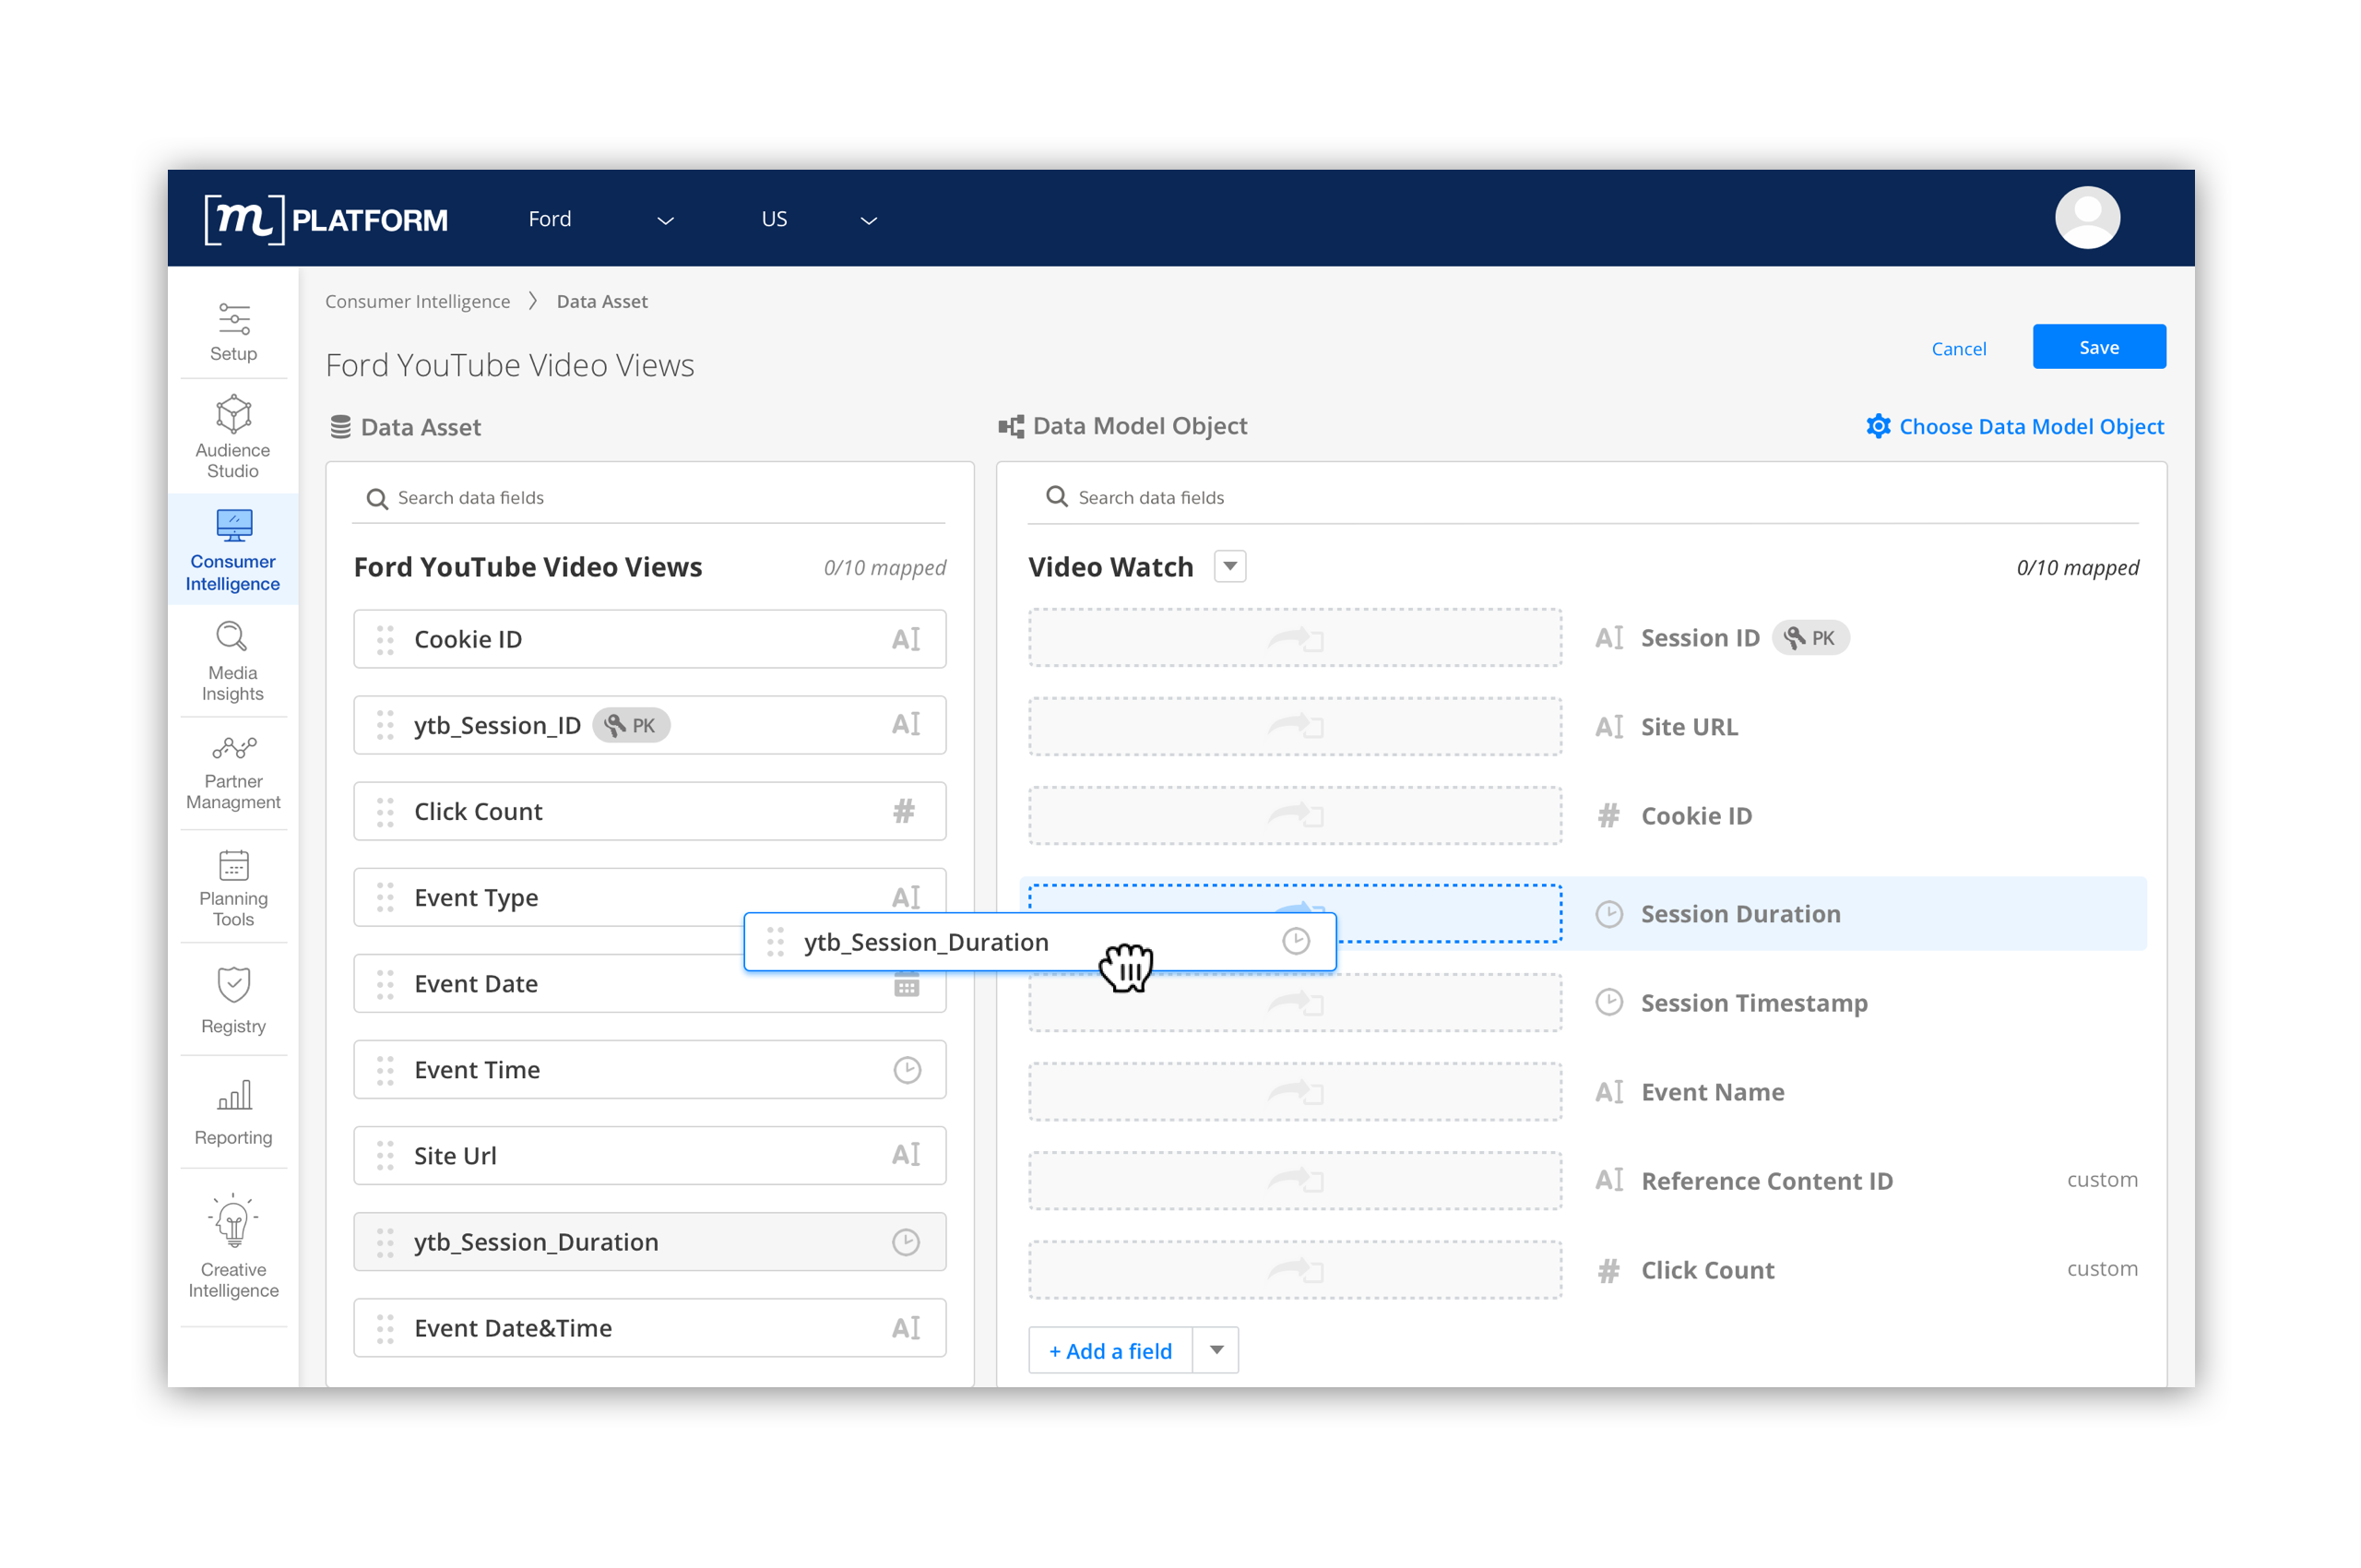 [m] PLATFORM
Ford
US
Setup
Audience
Studio
Consumer
Intelligence
Media
Insights
Partner
Managment
Planning
Tools
Registry
Reporting
Creative
Intelligence
Consumer Intelligence > Data Asset
Ford YouTube Video Views
Cancel
Save
Data Asset
Search data fields
Ford YouTube Video Views 0/10 mapped
Cookie ID AI
ytb_Session_ID PK AI
Click Count #
Event Type AI
Event Date
Event Time
Site Url AI
ytb_Session_Duration
Event Date&Time AI
ytb_Session_Duration
Data Model Object
Choose Data Model Object
Search data fields
Video Watch 0/10 mapped
AI Session ID PK
AI Site URL
# Cookie ID
Session Duration
Session Timestamp
AI Event Name
AI Reference Content ID custom
# Click Count custom
+ Add a field